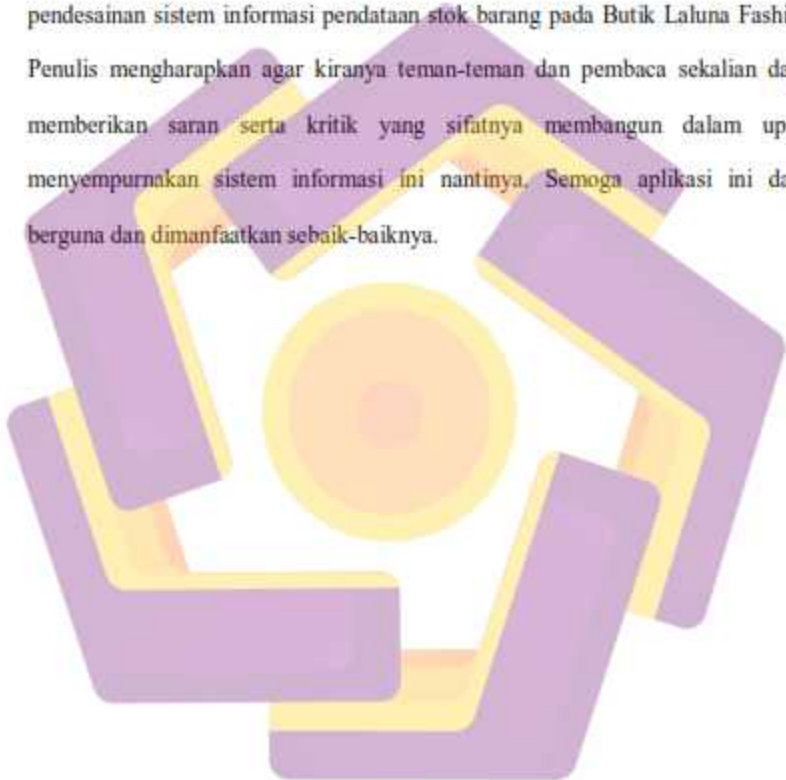 pendesainan sistem informasi pendataan stok barang pada Butik Laluna Fashi
Penulis mengharapkan agar kiranya teman-teman dan pembaca sekalian da
memberikan saran serta kritik yang sifatnya membangun dalam up
menyempurnakan sistem informasi ini nantinya. Semoga aplikasi ini da
berguna dan dimanfaatkan sebaik-baiknya.